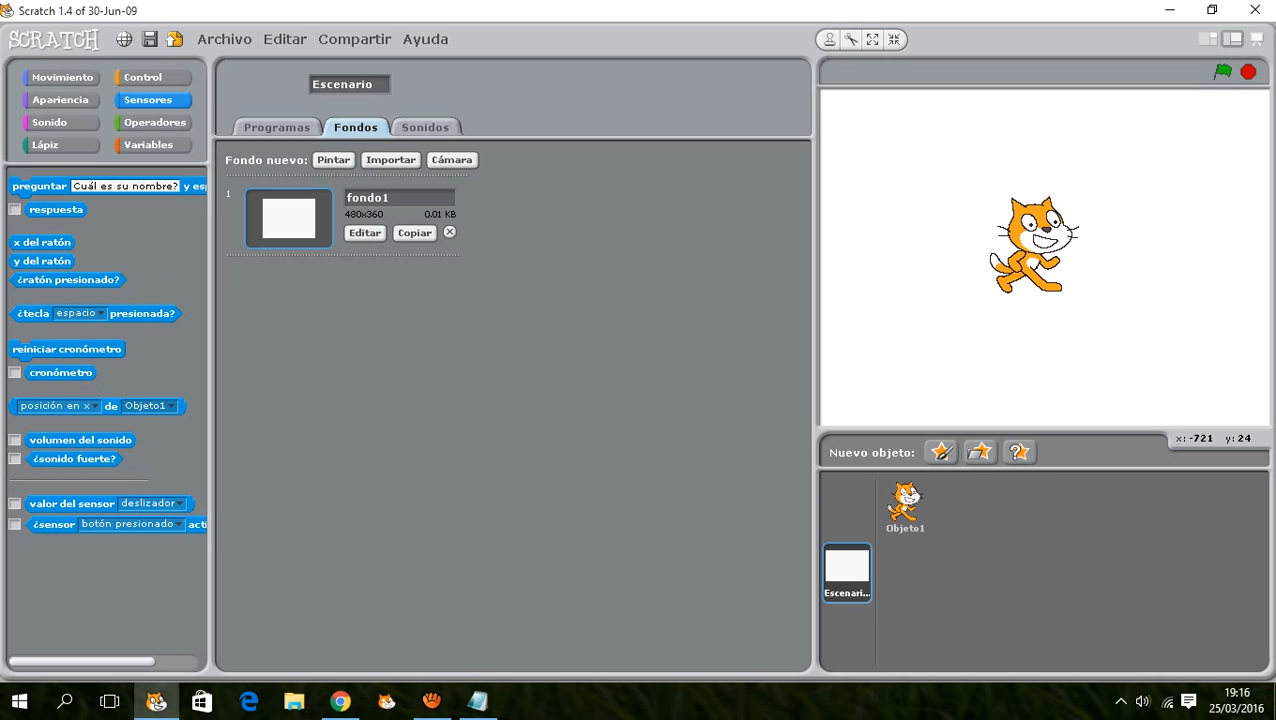 Scratch 1.4 of 30-Jun-09
SCRATCH Archivo Editar Compartir Ayuda
Movimiento Control
Apariencia Sensores
Sonido Operadores
Lápiz Variables
preguntar Cuál es su nombre? y esp
respuesta
x del ratón
y del ratón
¿ratón presionado?
¿tecla espacio presionada?
reiniciar cronómetro
cronómetro
posición en x de Objeto1
volumen del sonido
¿sonido fuerte?
valor del sensor deslizador
¿sensor botón presionado acti
Escenario
Programas Fondos Sonidos
Fondo nuevo: Pintar Importar Cámara
1
fondo1
480x360 0.01 KB
Editar Copiar
x: -721 y: 24
Nuevo objeto:
Objeto1
Escenari...
19:16
25/03/2016